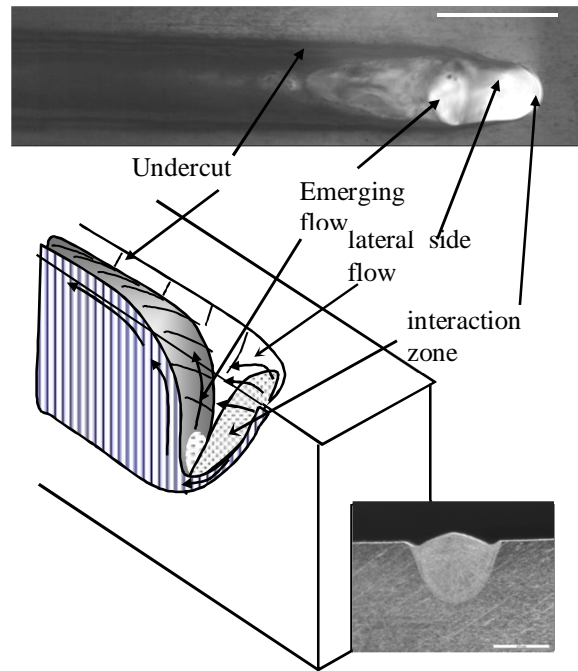 Undercut
Emerging
flow
lateral side
flow
interaction
zone